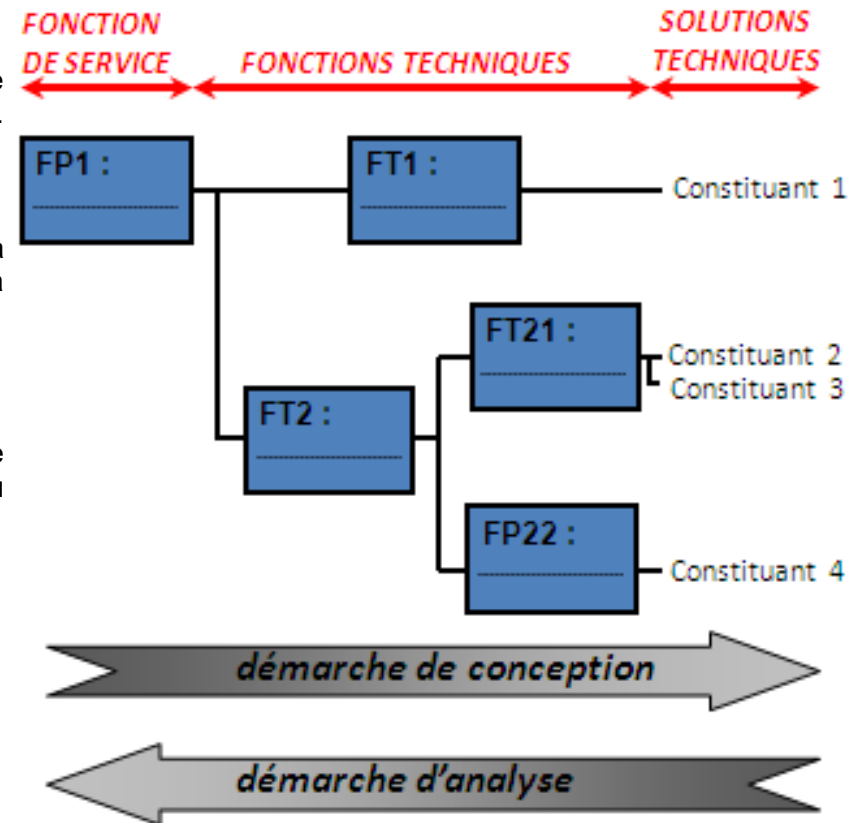 FONCTION
DE SERVICE
FONCTIONS TECHNIQUES
SOLUTIONS
TECHNIQUES
e
.
FP1 :
FT1 :
Constituant 1
a
a
FT21 :
Constituant 2
Constituant 3
FT2 :
e
u
FP22 :
Constituant 4
démarche de conception
démarche d'analyse